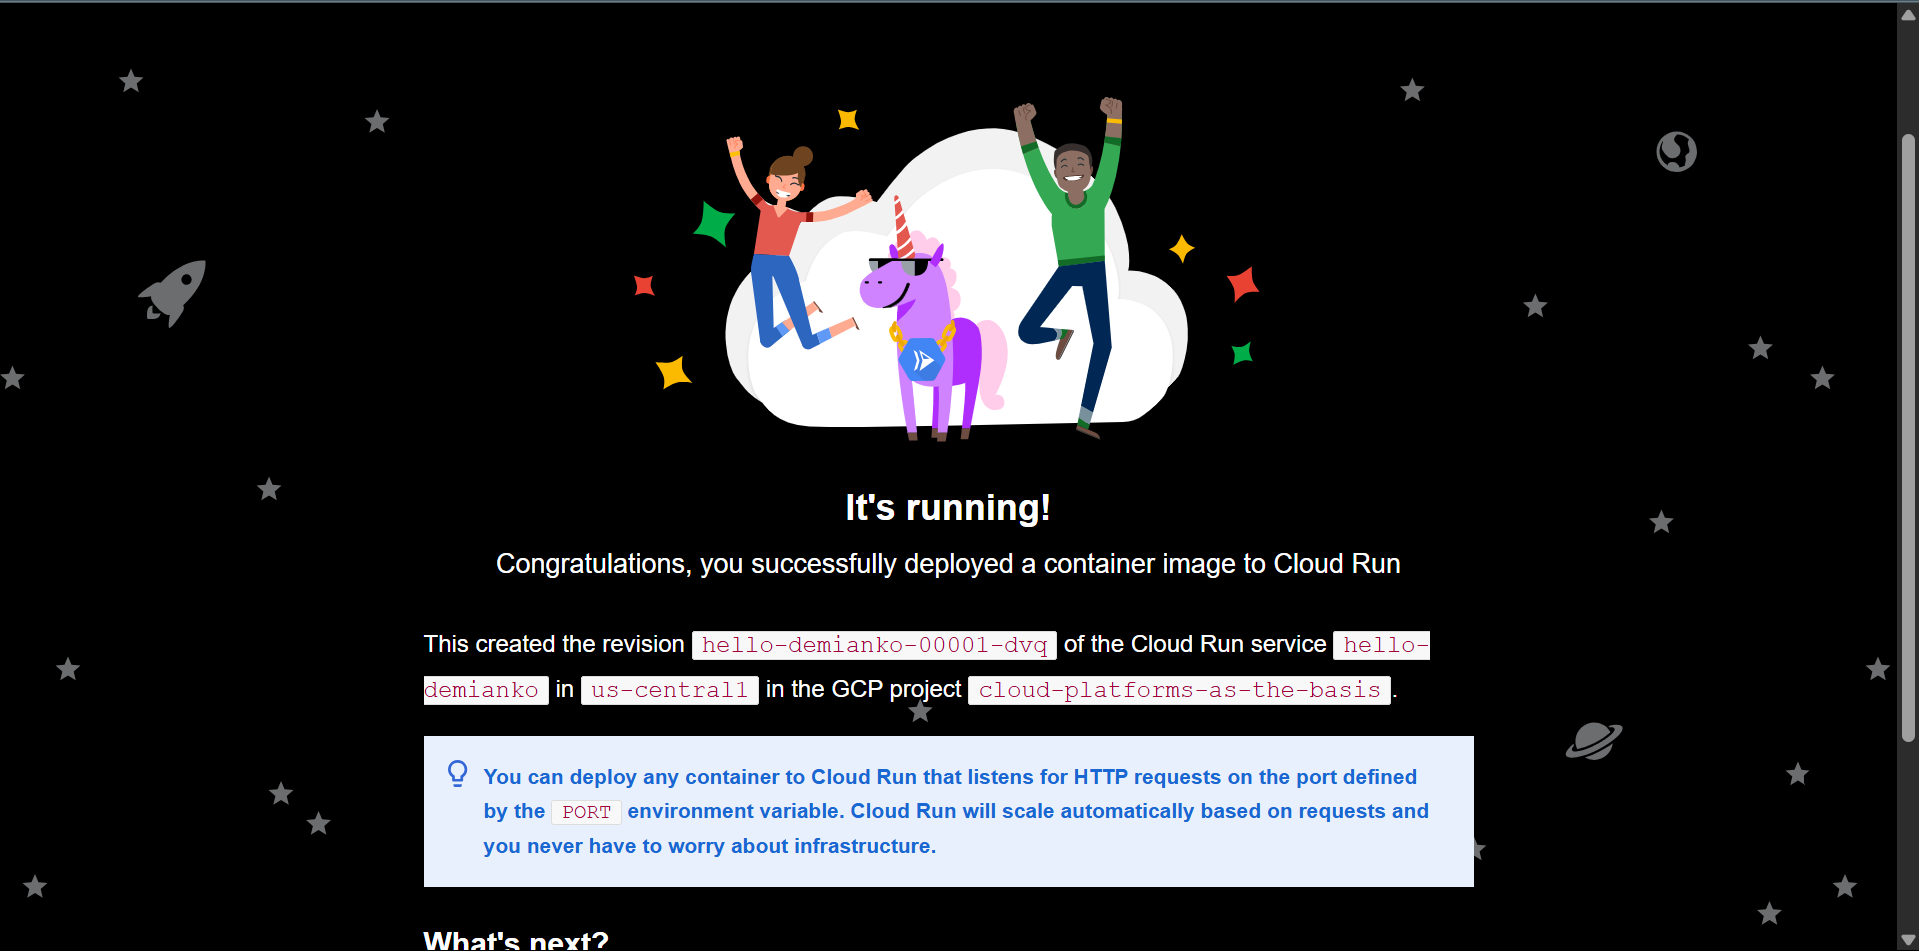 It's running!
Congratulations, you successfully deployed a container image to Cloud Run
This created the revision hello-demianko-00001-dvq of the Cloud Run service hello-
demianko in us-central1 in the GCP project cloud-platforms-as-the-basis.
You can deploy any container to Cloud Run that listens for HTTP requests on the port defined
by the PORT environment variable. Cloud Run will scale automatically based on requests and
you never have to worry about infrastructure.
What's next?